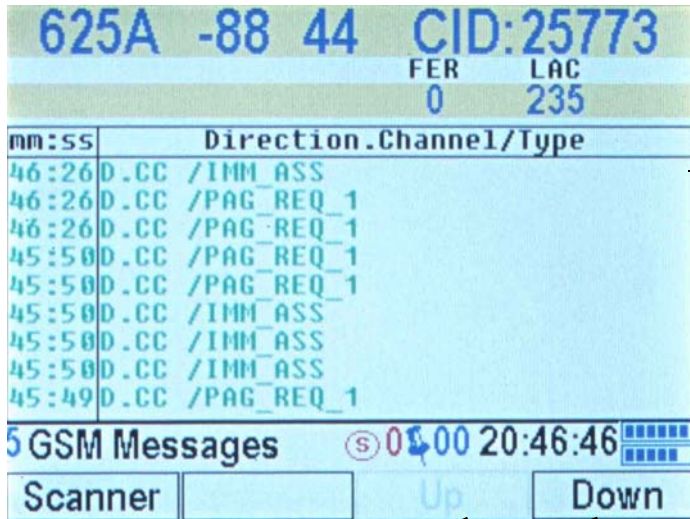 625A -88 44 CID:25773
FER LAC
0 235
mm:ss Direction.Channel/Type
46:26 D.CC /IMM_ASS
46:26 D.CC /PAG_REQ_1
46:26 D.CC /PAG_REQ_1
45:50 D.CC /PAG_REQ_1
45:50 D.CC /PAG_REQ_1
45:50 D.CC /IMM_ASS
45:50 D.CC /IMM_ASS
45:50 D.CC /IMM_ASS
45:49 D.CC /PAG_REQ_1
5 GSM Messages S 0 00 20:46:46
Scanner Up Down